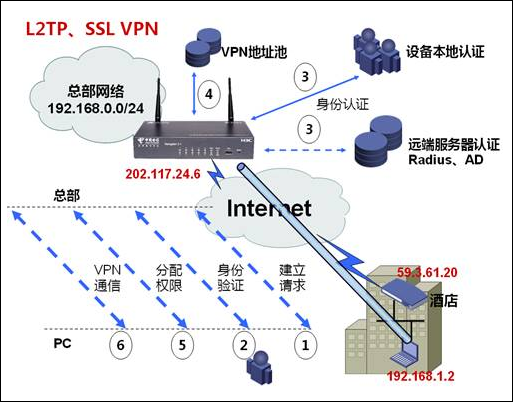 L2TP、SSL VPN
VPN地址池
设备本地认证
总部网络
192.168.0.0/24
4
3
身份认证
3
远端服务器认证
Radius、AD
H3C
202.117.24.6
总部
Internet
VPN
通信
分配
权限
身份
验证
建立
请求
59.3.61.20
酒店
PC
6
5
2
1
192.168.1.2